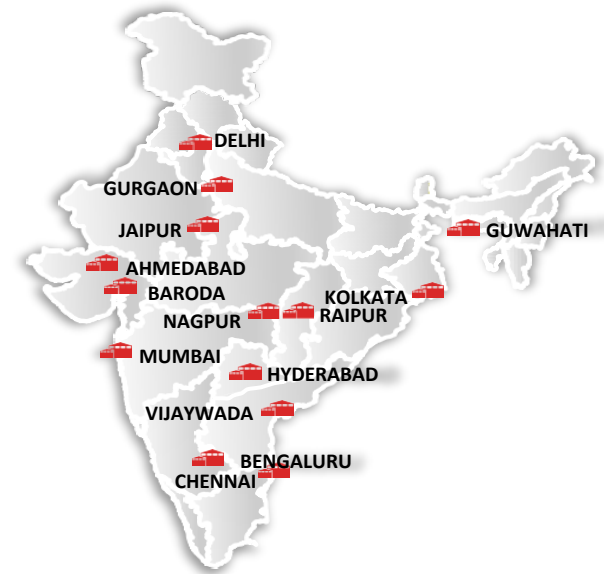 DELHI
GURGAON
JAIPUR
GUWAHATI
AHMEDABAD
BARODA
KOLKATA
NAGPUR
RAIPUR
MUMBAI
HYDERABAD
VIJAYWADA
BENGALURU
CHENNAI